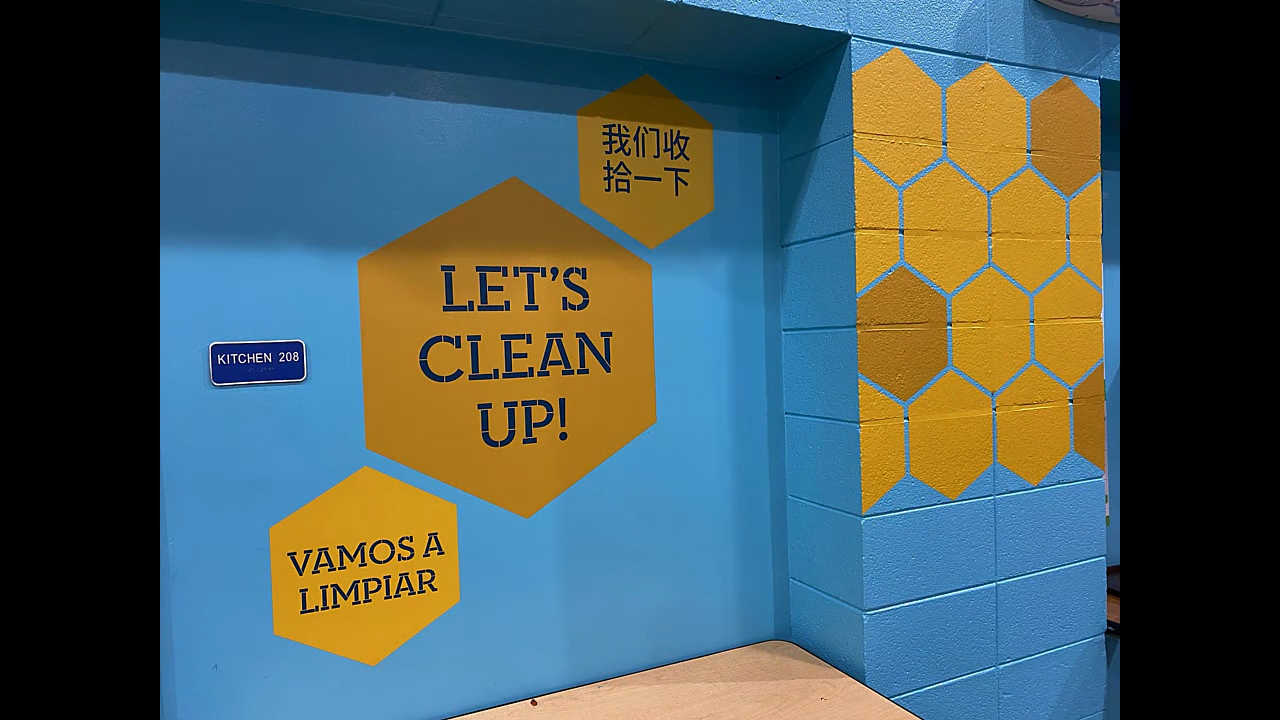 我们收
拾一下
LET'S
CLEAN
UP!
KITCHEN 208
VAMOS A
LIMPIAR